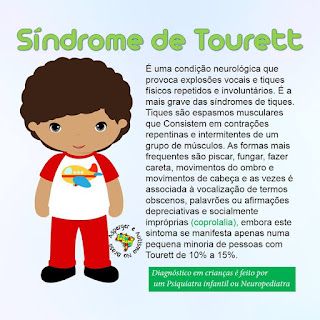 Síndrome de Tourett
É uma condição neurológica que
provoca explosões vocais e tiques
físicos repetidos e involuntários. É a
mais grave das síndromes de tiques.
Tiques são espasmos musculares
que Consistem em contrações
repentinas e intermitentes de um
grupo de músculos. As formas mais
frequentes são piscar, fungar, fazer
careta, movimentos do ombro e
movimentos de cabeça e as vezes é
associada à vocalização de termos
obscenos, palavrões ou afirmações
depreciativas e socialmente
impróprias (coprolalia), embora este
sintoma se manifesta apenas numa
pequena minoria de pessoas com
Tourett de 10% a 15%.
Diagnóstico em crianças é feito por
um Psiquiatra infantil ou Neuropediatra
Asperger e Autismo no Brasil